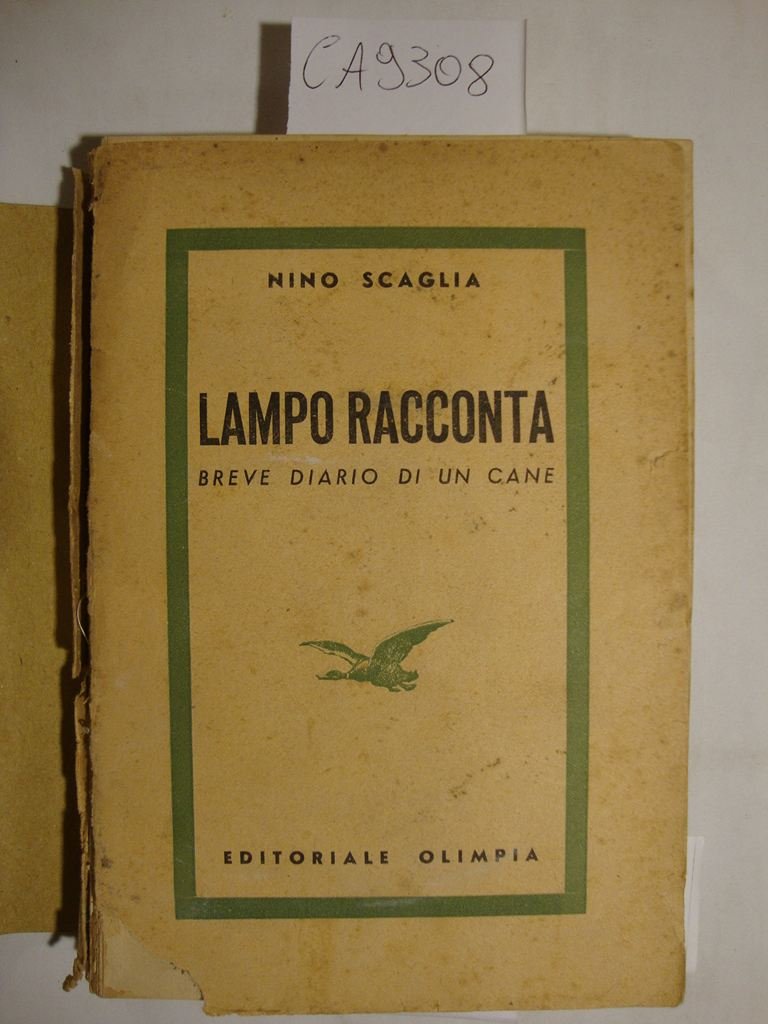 CA9308
NINO SCAGLIA
LAMPO RACCONTA
BREVE DIARIO DI UN CANE
EDITORIALE OLIMPIA